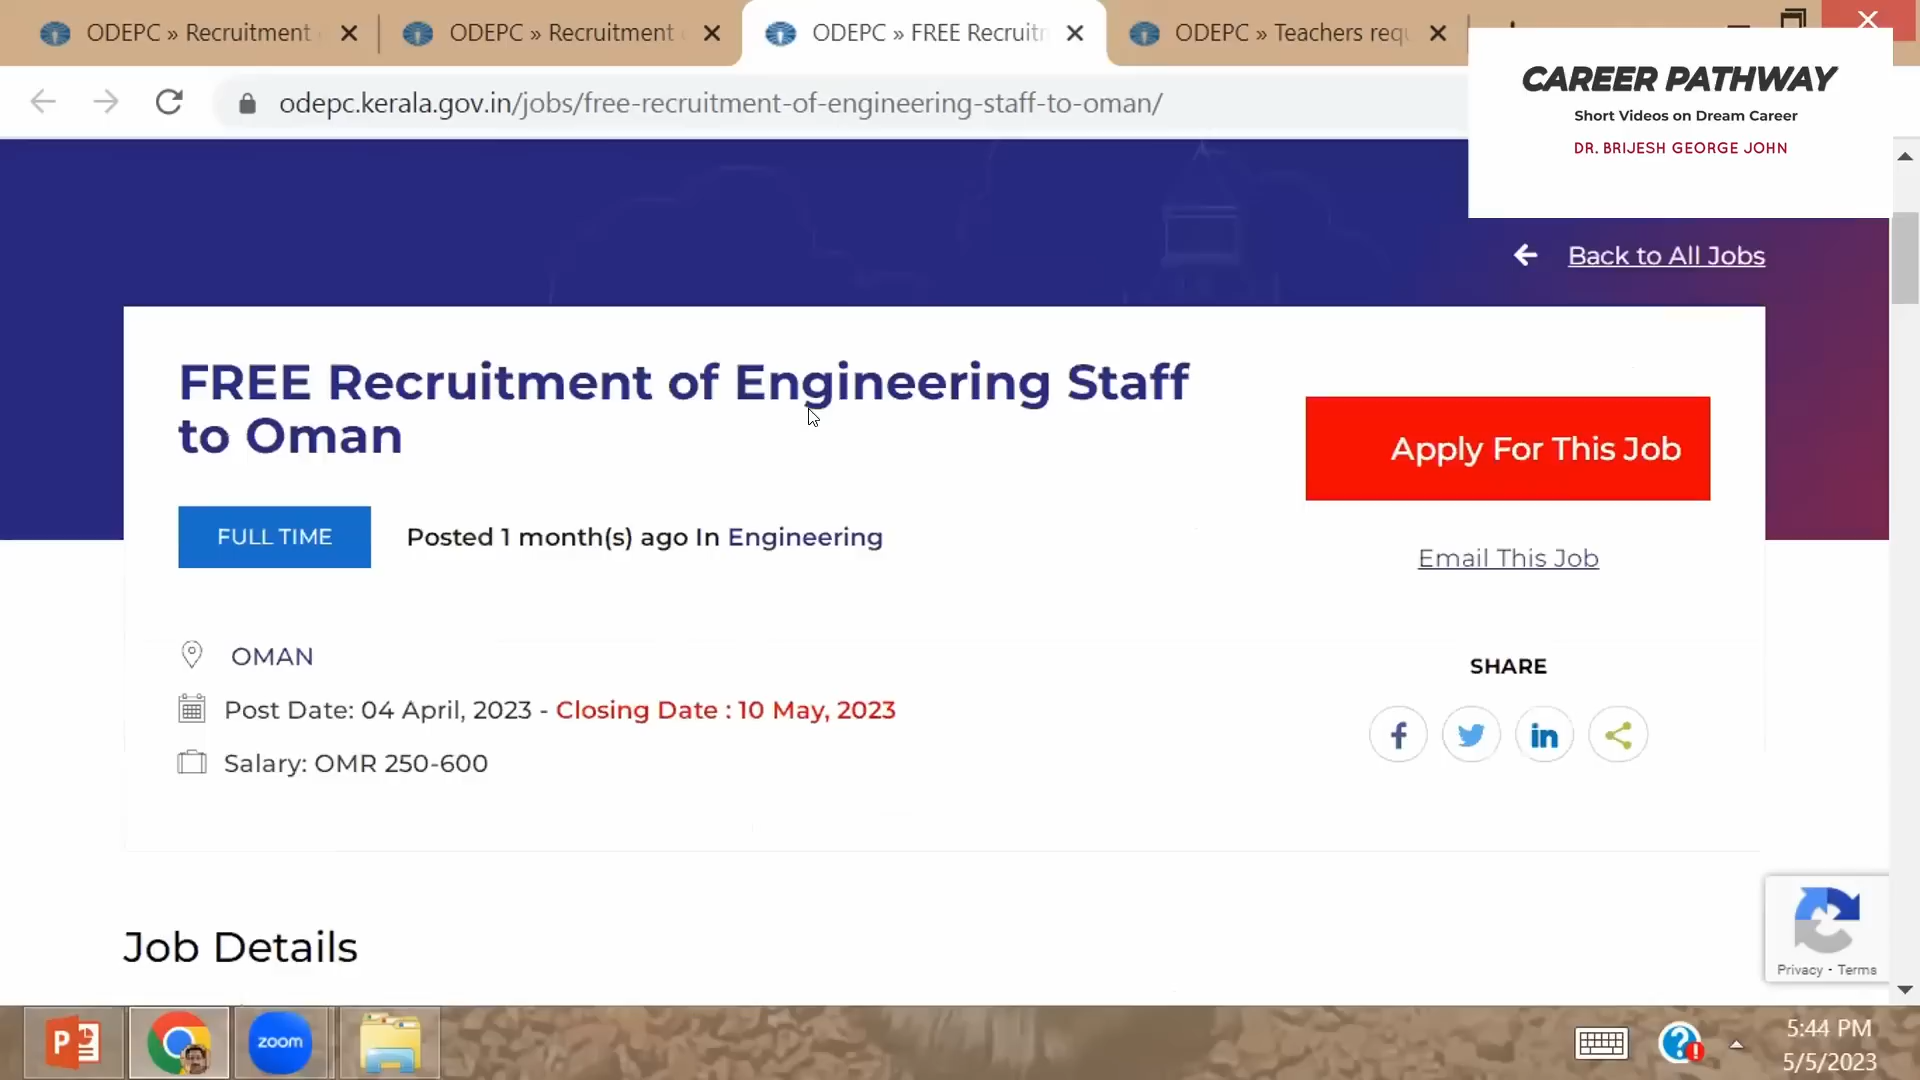 ODEPC » Recruitment
ODEPC » Recruitment
ODEPC » FREE Recruitm
ODEPC » Teachers requ
odepc.kerala.gov.in/jobs/free-recruitment-of-engineering-staff-to-oman/
CAREER PATHWAY
Short Videos on Dream Career
DR. BRIJESH GEORGE JOHN
Back to All Jobs
FREE Recruitment of Engineering Staff
to Oman
Apply For This Job
FULL TIME
Posted 1 month(s) ago In Engineering
Email This Job
OMAN
SHARE
Post Date: 04 April, 2023 - Closing Date : 10 May, 2023
Salary: OMR 250-600
Job Details
Privacy - Terms
zoom
5:44 PM
5/5/2023